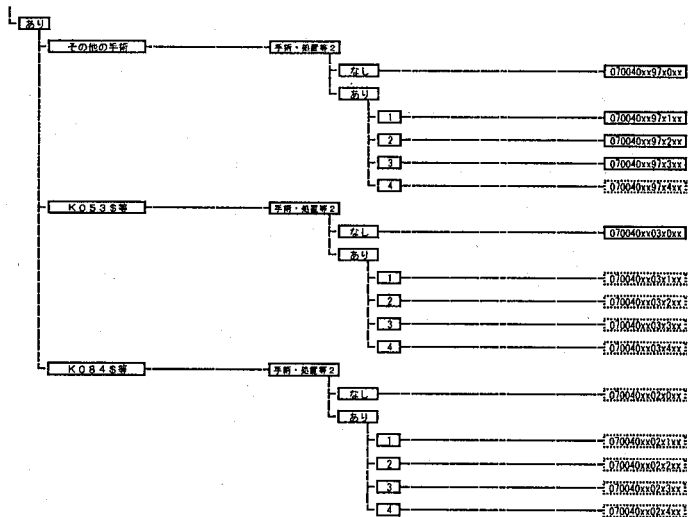 あり
その他の手術 手術・処置等2
なし 070040xx97x0xx
あり
1 070040xx97x1xx
2 070040xx97x2xx
3 070040xx97x3xx
4 070040xx97x4xx
K053$等 手術・処置等2
なし 070040xx03x0xx
あり
1 070040xx03x1xx
2 070040xx03x2xx
3 070040xx03x3xx
4 070040xx03x4xx
K084$等 手術・処置等2
なし 070040xx02x0xx
あり
1 070040xx02x1xx
2 070040xx02x2xx
3 070040xx02x3xx
4 070040xx02x4xx